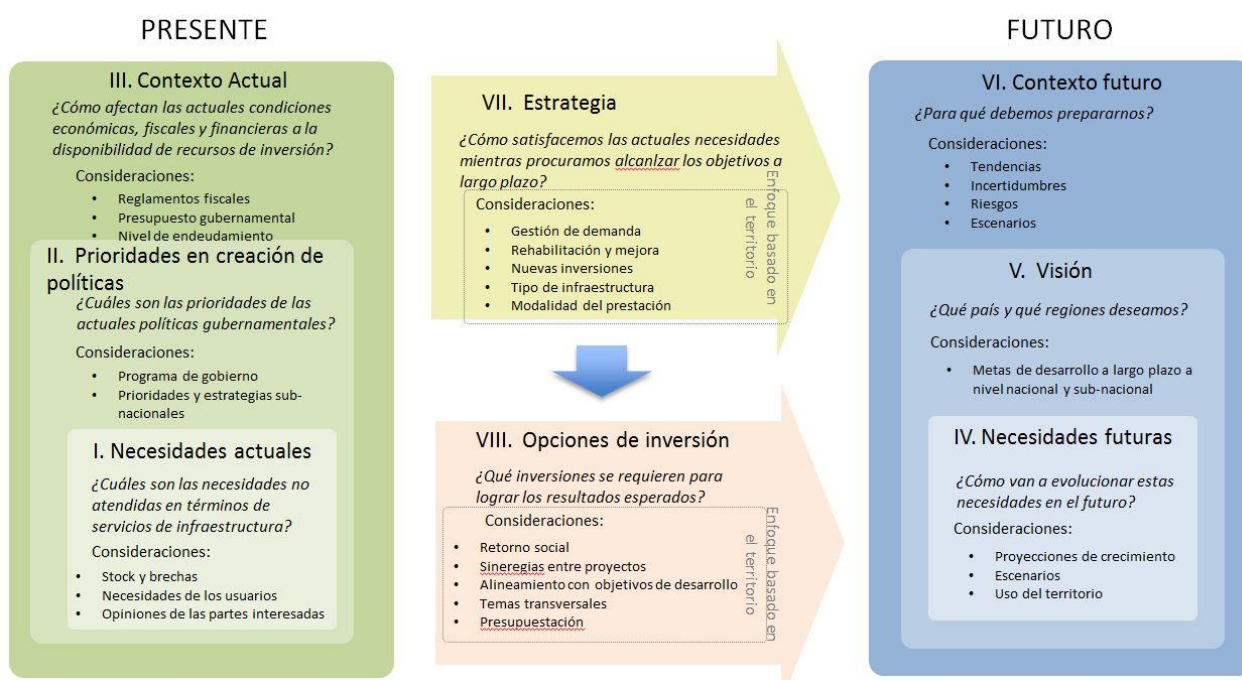 PRESENTE
III. Contexto Actual
¿Cómo afectan las actuales condiciones
económicas, fiscales y financieras a la
disponibilidad de recursos de inversión?
Consideraciones:
• Reglamentos fiscales
• Presupuesto gubernamental
• Nivel de endeudamiento
II. Prioridades en creación de
políticas
¿Cuáles son las prioridades de las
actuales políticas gubernamentales?
Consideraciones:
• Programa de gobierno
• Prioridades y estrategias sub-
nacionales
I. Necesidades actuales
¿Cuáles son las necesidades no
atendidas en términos de
servicios de infraestructura?
Consideraciones:
• Stock y brechas
• Necesidades de los usuarios
• Opiniones de las partes interesadas
VII. Estrategia
¿Cómo satisfacemos las actuales necesidades
mientras procuramos alcanlzar los objetivos a
largo plazo?
Consideraciones:
• Gestión de demanda
• Rehabilitación y mejora
• Nuevas inversiones
• Tipo de infraestructura
• Modalidad del prestación
Enfoque basado en
el territorio
VIII. Opciones de inversión
¿Qué inversiones se requieren para
lograr los resultados esperados?
Consideraciones:
• Retorno social
• Sineregias entre proyectos
• Alineamiento con objetivos de desarrollo
• Temas transversales
• Presupuestación
Enfoque basado en
el territorio
FUTURO
VI. Contexto futuro
¿Para qué debemos prepararnos?
Consideraciones:
• Tendencias
• Incertidumbres
• Riesgos
• Escenarios
V. Visión
¿Qué país y qué regiones deseamos?
Consideraciones:
• Metas de desarrollo a largo plazo a
nivel nacional y sub-nacional
IV. Necesidades futuras
¿Cómo van a evolucionar estas
necesidades en el futuro?
Consideraciones:
• Proyecciones de crecimiento
• Escenarios
• Uso del territorio